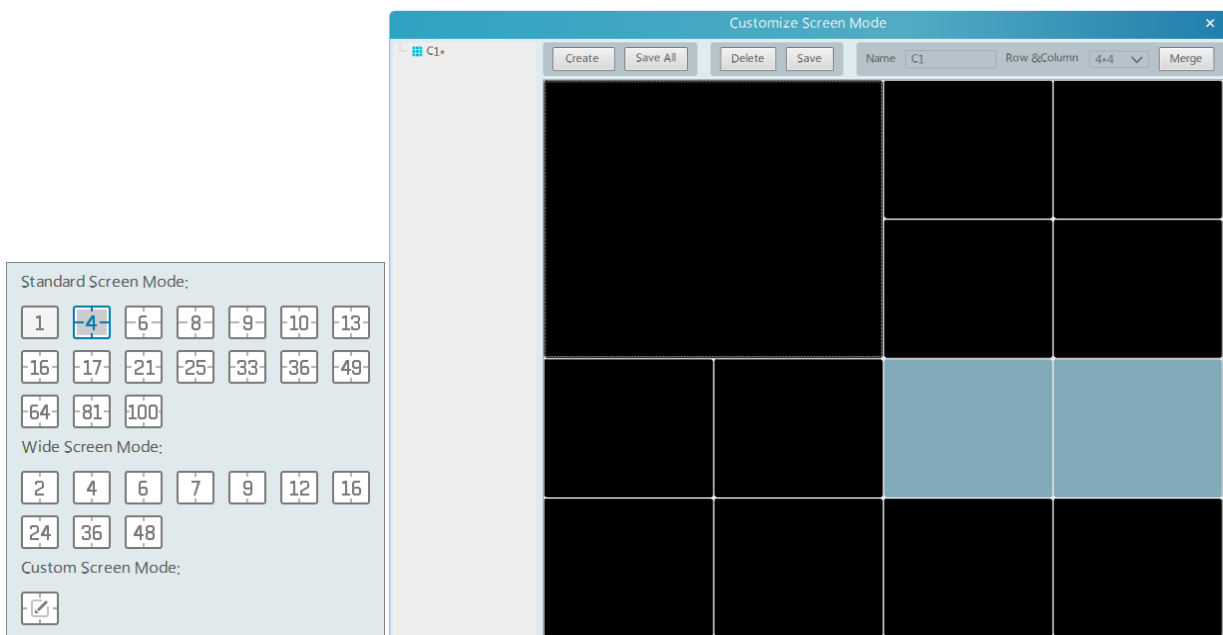 Customize Screen Mode ×
C1*
Create Save All Delete Save Name C1 Row &Column 4*4 Merge
Standard Screen Mode:
1 4 6 8 9 10 13
16 17 21 25 33 36 49
64 81 100
Wide Screen Mode:
2 4 6 7 9 12 16
24 36 48
Custom Screen Mode: